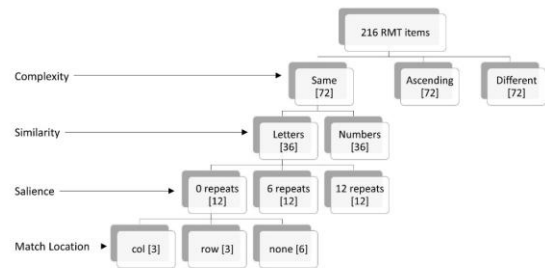 216 RMT items
Complexity
Same
[72]
Ascending
[72]
Different
[72]
Similarity
Letters
[36]
Numbers
[36]
Salience
0 repeats
[12]
6 repeats
[12]
12 repeats
[12]
Match Location
col [3]
row [3]
none [6]